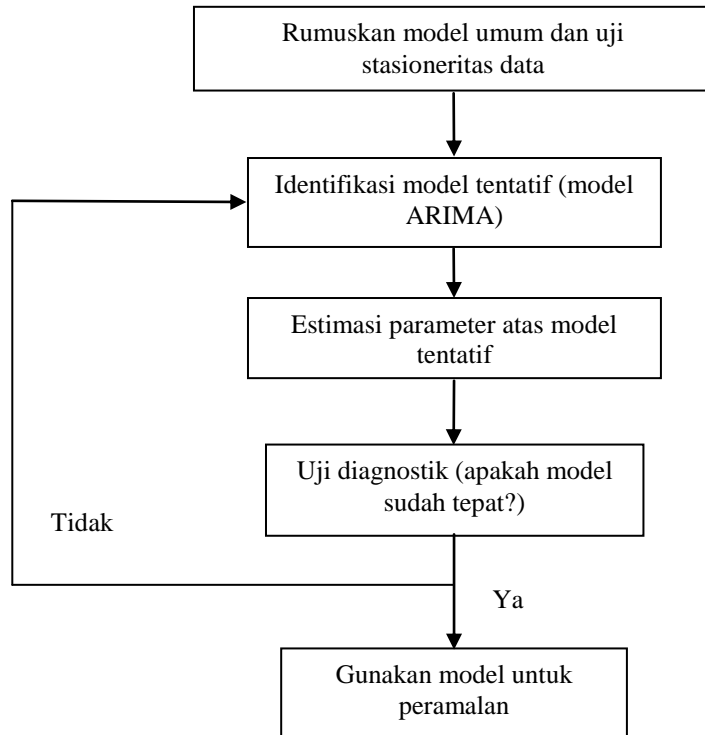 Rumuskan model umum dan uji
stasioneritas data
Identifikasi model tentatif (model
ARIMA)
Estimasi parameter atas model
tentatif
Uji diagnostik (apakah model
sudah tepat?)
Tidak
Ya
Gunakan model untuk
peramalan